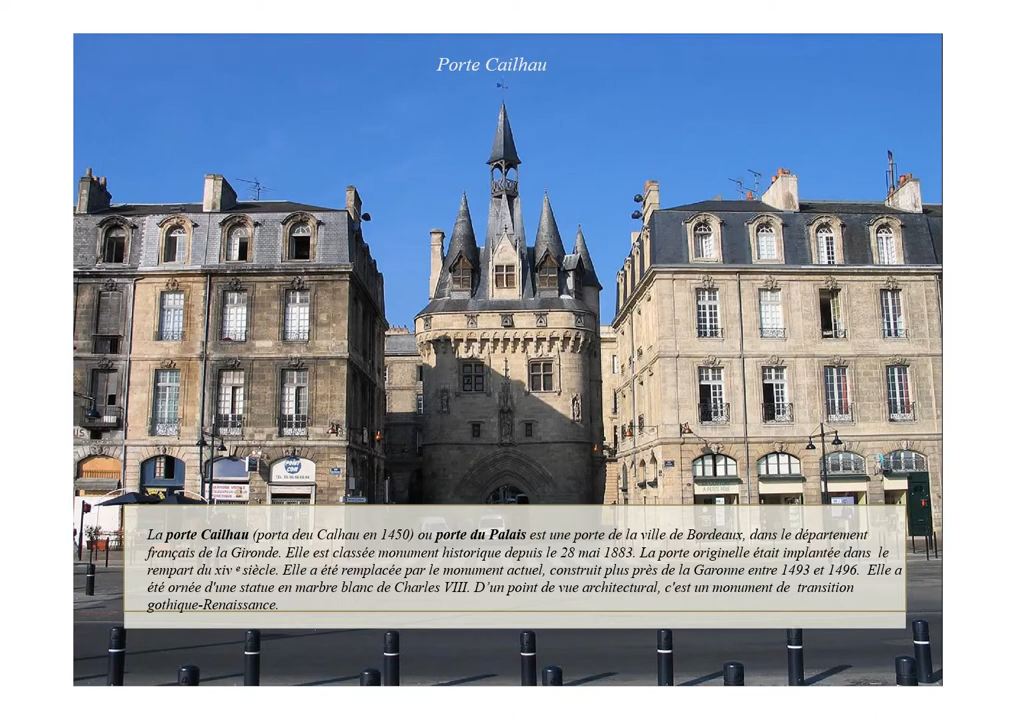 Porte Cailhau
La porte Cailhau (porta deu Calhau en 1450) ou porte du Palais est une porte de la ville de Bordeaux, dans le département
français de la Gironde. Elle est classée monument historique depuis le 28 mai 1883. La porte originelle était implantée dans le
rempart du xiv e siècle. Elle a été remplacée par le monument actuel, construit plus près de la Garonne entre 1493 et 1496. Elle a
été ornée d'une statue en marbre blanc de Charles VIII. D’un point de vue architectural, c'est un monument de transition
gothique-Renaissance.